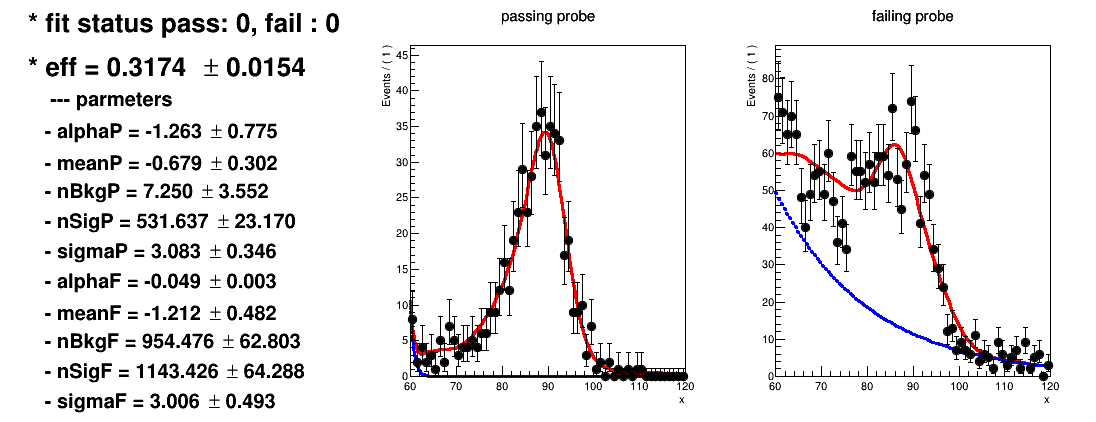 * fit status pass: 0, fail : 0
* eff = 0.3174 ± 0.0154
--- parmeters
- alphaP = -1.263 ± 0.775
- meanP = -0.679 ± 0.302
- nBkgP = 7.250 ± 3.552
- nSigP = 531.637 ± 23.170
- sigmaP = 3.083 ± 0.346
- alphaF = -0.049 ± 0.003
- meanF = -1.212 ± 0.482
- nBkgF = 954.476 ± 62.803
- nSigF = 1143.426 ± 64.288
- sigmaF = 3.006 ± 0.493
passing probe
Events / ( 1 )
45
40
35
30
25
20
15
10
5
0
60 70 80 90 100 110 120
x
failing probe
Events / ( 1 )
80
70
60
50
40
30
20
10
0
60 70 80 90 100 110 120
x